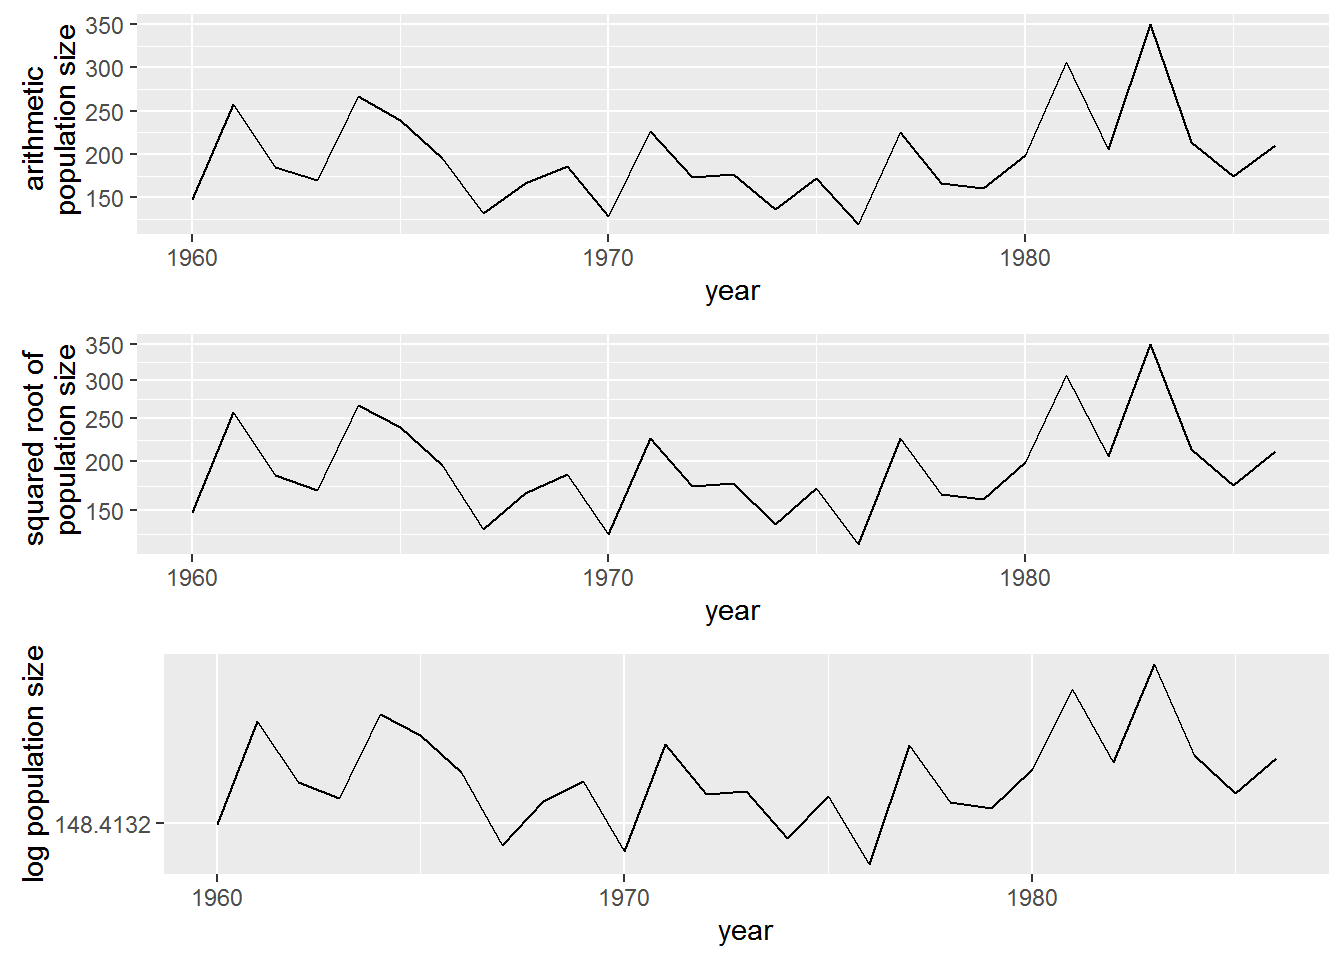 arithmetic
population size
350
300
250
200
150
1960 1970 1980
year
squared root of
population size
350
300
250
200
150
1960 1970 1980
year
log population size
148.4132
1960 1970 1980
year